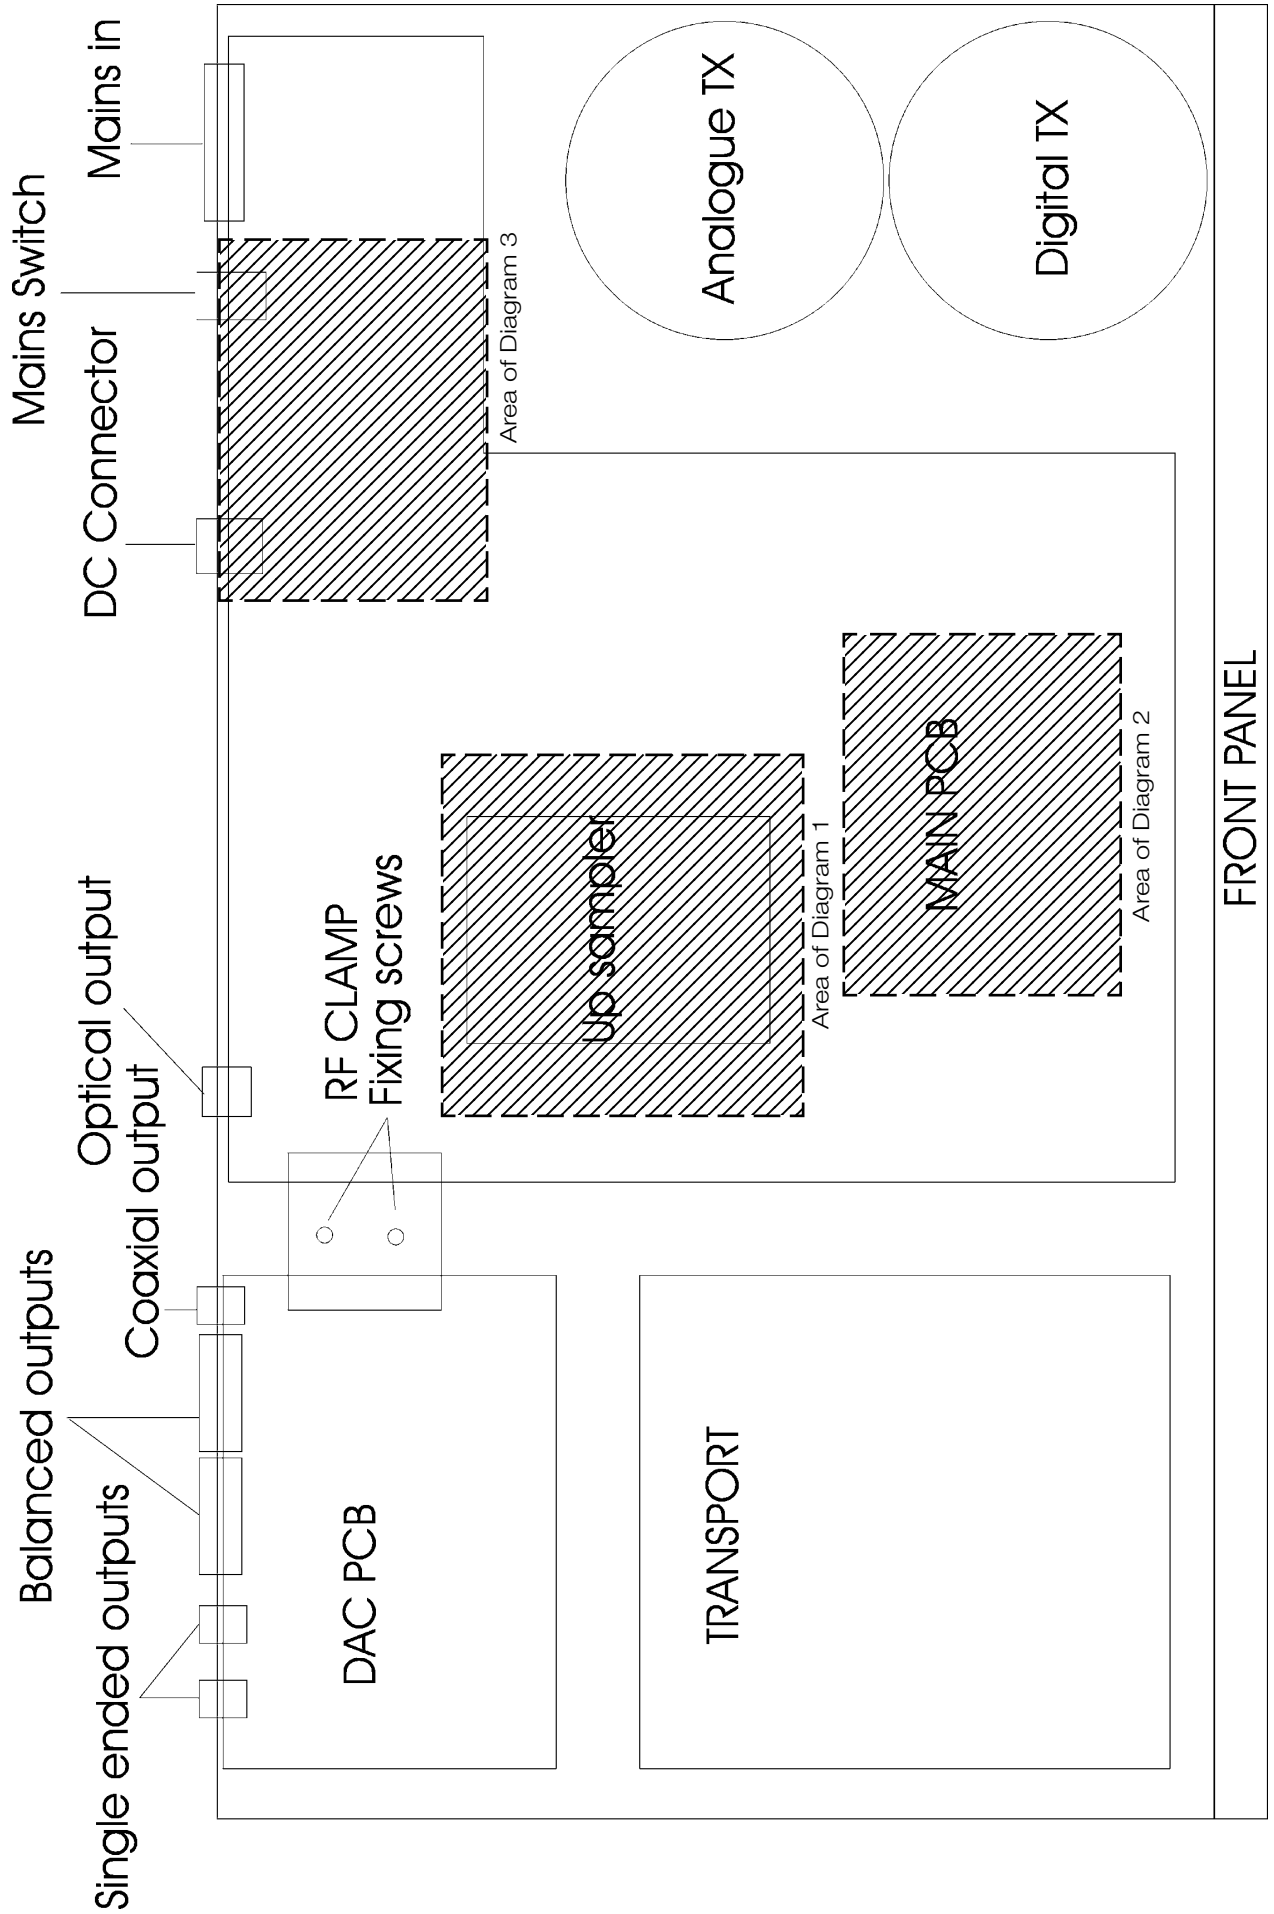 Single ended outputs
Balanced outputs
Coaxial output
Optical output
DC Connector
Mains Switch
Mains in
RF CLAMP
Fixing screws
Area of Diagram 3
DAC PCB
Up sampler
Analogue TX
TRANSPORT
Area of Diagram 1
MAIN PCB
Digital TX
Area of Diagram 2
FRONT PANEL